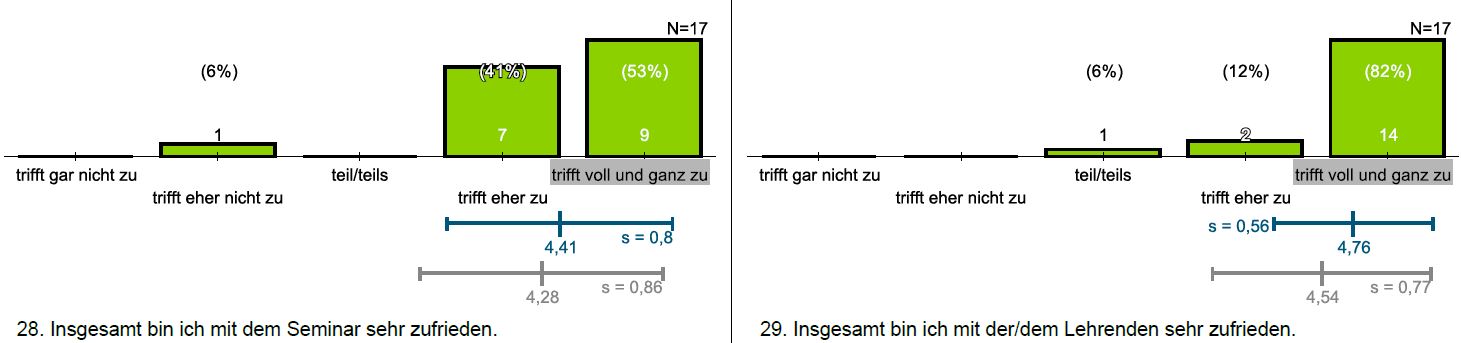 N=17
(6%)
(41%)
(53%)
1
7
9
trifft gar nicht zu
teil/teils
trifft voll und ganz zu
trifft eher nicht zu
trifft eher zu
s = 0,8
4,41
s = 0,86
4,28
28. Insgesamt bin ich mit dem Seminar sehr zufrieden.
N=17
(6%)
(12%)
(82%)
1
2
14
trifft gar nicht zu
teil/teils
trifft voll und ganz zu
trifft eher nicht zu
trifft eher zu
s = 0,56
4,76
s = 0,77
4,54
29. Insgesamt bin ich mit der/dem Lehrenden sehr zufrieden.